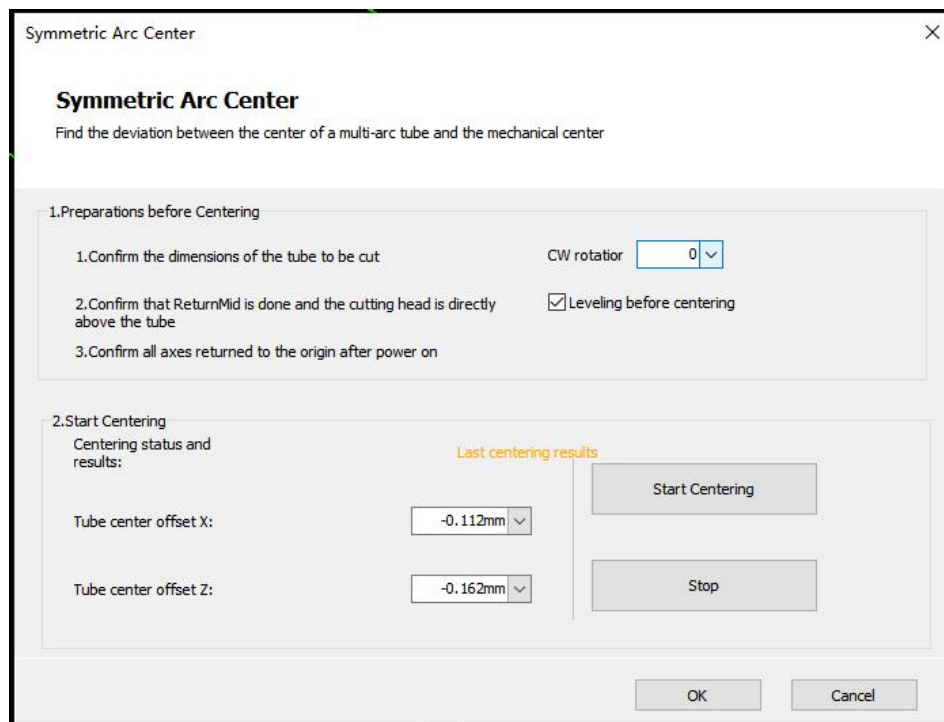 Symmetric Arc Center
Symmetric Arc Center
Find the deviation between the center of a multi-arc tube and the mechanical center
1.Preparations before Centering
1.Confirm the dimensions of the tube to be cut
CW rotatior
0
2.Confirm that ReturnMid is done and the cutting head is directly
above the tube
Leveling before centering
3.Confirm all axes returned to the origin after power on
2.Start Centering
Centering status and
results:
Last centering results
Start Centering
Tube center offset X:
-0.112mm
Tube center offset Z:
-0.162mm
Stop
OK
Cancel